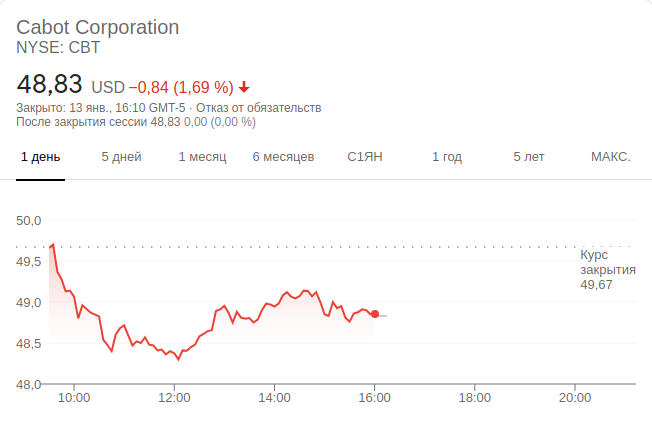 Cabot Corporation
NYSE: CBT
48,83 USD −0,84 (1,69 %)
Закрыто: 13 янв., 16:10 GMT-5 · Отказ от обязательств
После закрытия сессии 48,83 0,00 (0,00 %)
1 день 5 дней 1 месяц 6 месяцев С1ЯН 1 год 5 лет МАКС.
50,0
Курс
закрытия
49,67
49,5
49,0
48,5
48,0
10:00 12:00 14:00 16:00 18:00 20:00